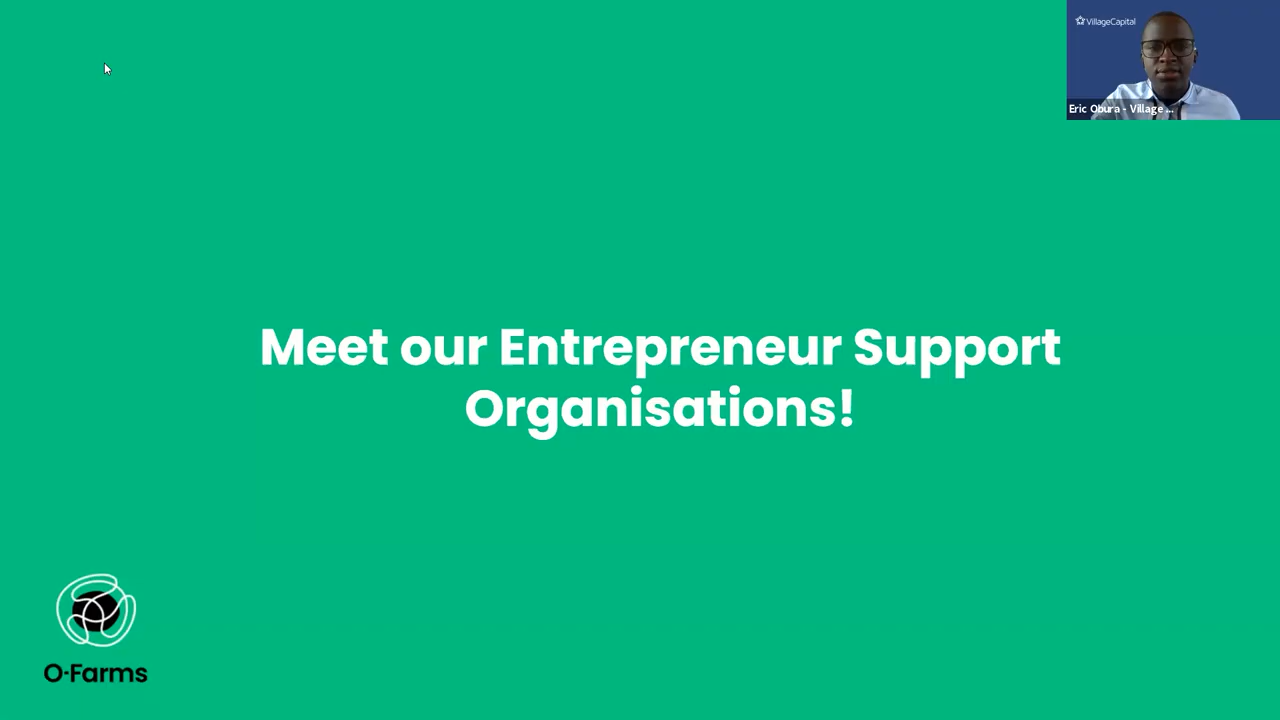 VillageCapital
Eric Obura - Village ...
Meet our Entrepreneur Support
Organisations!
O·Farms